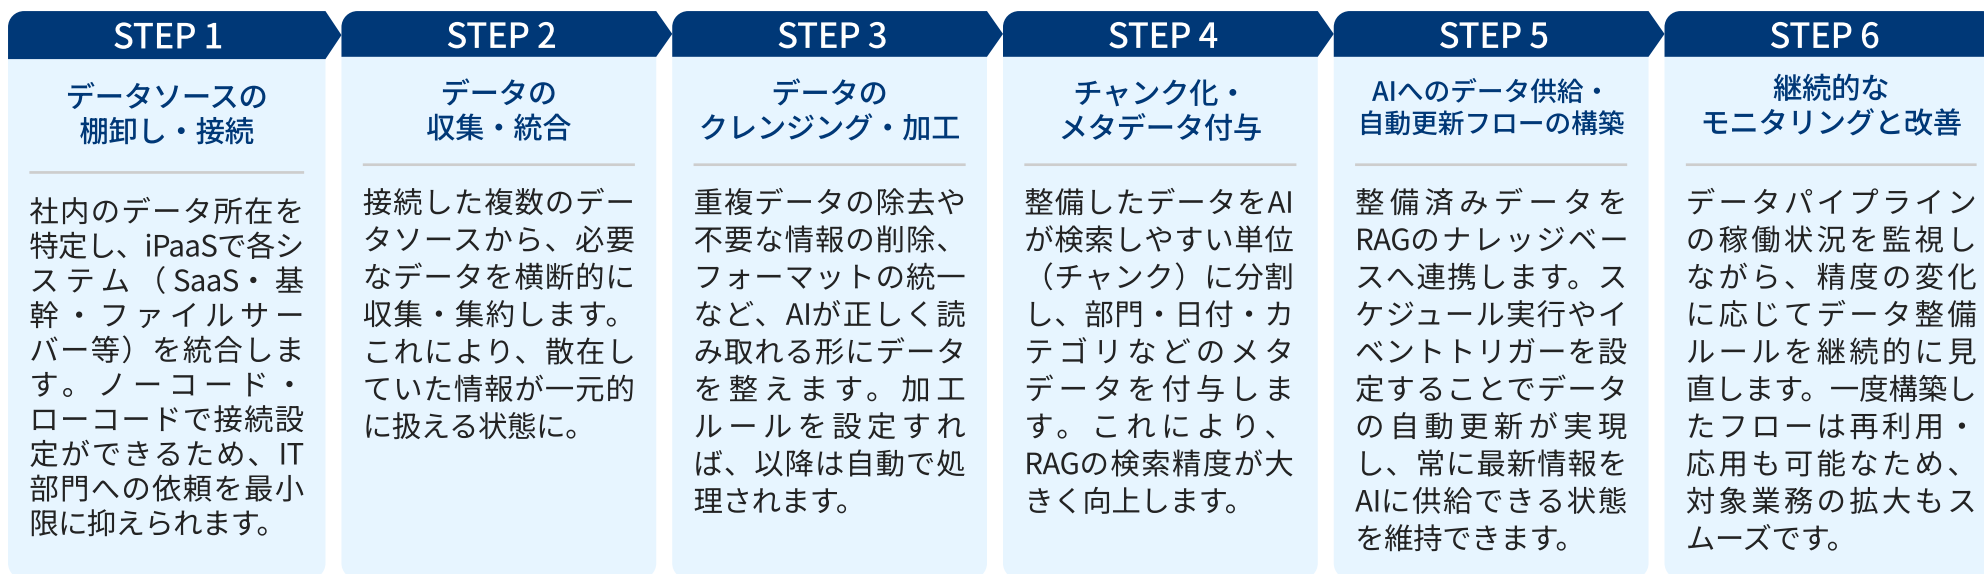 STEP 1
データソースの
棚卸し・接続
社内のデータ所在を
特定し、iPaaSで各シ
ステム（SaaS・基
幹・ファイルサー
バー等）を統合しま
す。ノーコード・
ローコードで接続設
定ができるため、IT
部門への依頼を最小
限に抑えられます。
STEP 2
データの
収集・統合
接続した複数のデー
タソースから、必要
なデータを横断的に
収集・集約します。
これにより、散在し
ていた情報が一元的
に扱える状態に。
STEP 3
データの
クレンジング・加工
重複データの除去や
不要な情報の削除、
フォーマットの統一
など、AIが正しく読
み取れる形にデータ
を整えます。加工
ルールを設定すれ
ば、以降は自動で処
理されます。
STEP 4
チャンク化・
メタデータ付与
整備したデータをAI
が検索しやすい単位
（チャンク）に分割
し、部門・日付・カ
テゴリなどのメタ
データを付与しま
す。これにより、
RAGの検索精度が大
きく向上します。
STEP 5
AIへのデータ供給・
自動更新フローの構築
整備済みデータを
RAGのナレッジベー
スへ連携します。ス
ケジュール実行やイ
ベントトリガーを設
定することでデータ
の自動更新が実現
し、常に最新情報を
AIに供給できる状態
を維持できます。
STEP 6
継続的な
モニタリングと改善
データパイプライン
の稼働状況を監視し
ながら、精度の変化
に応じてデータ整備
ルールを継続的に見
直します。一度構築し
たフローは再利用・
応用も可能なため、
対象業務の拡大もス
ムーズです。